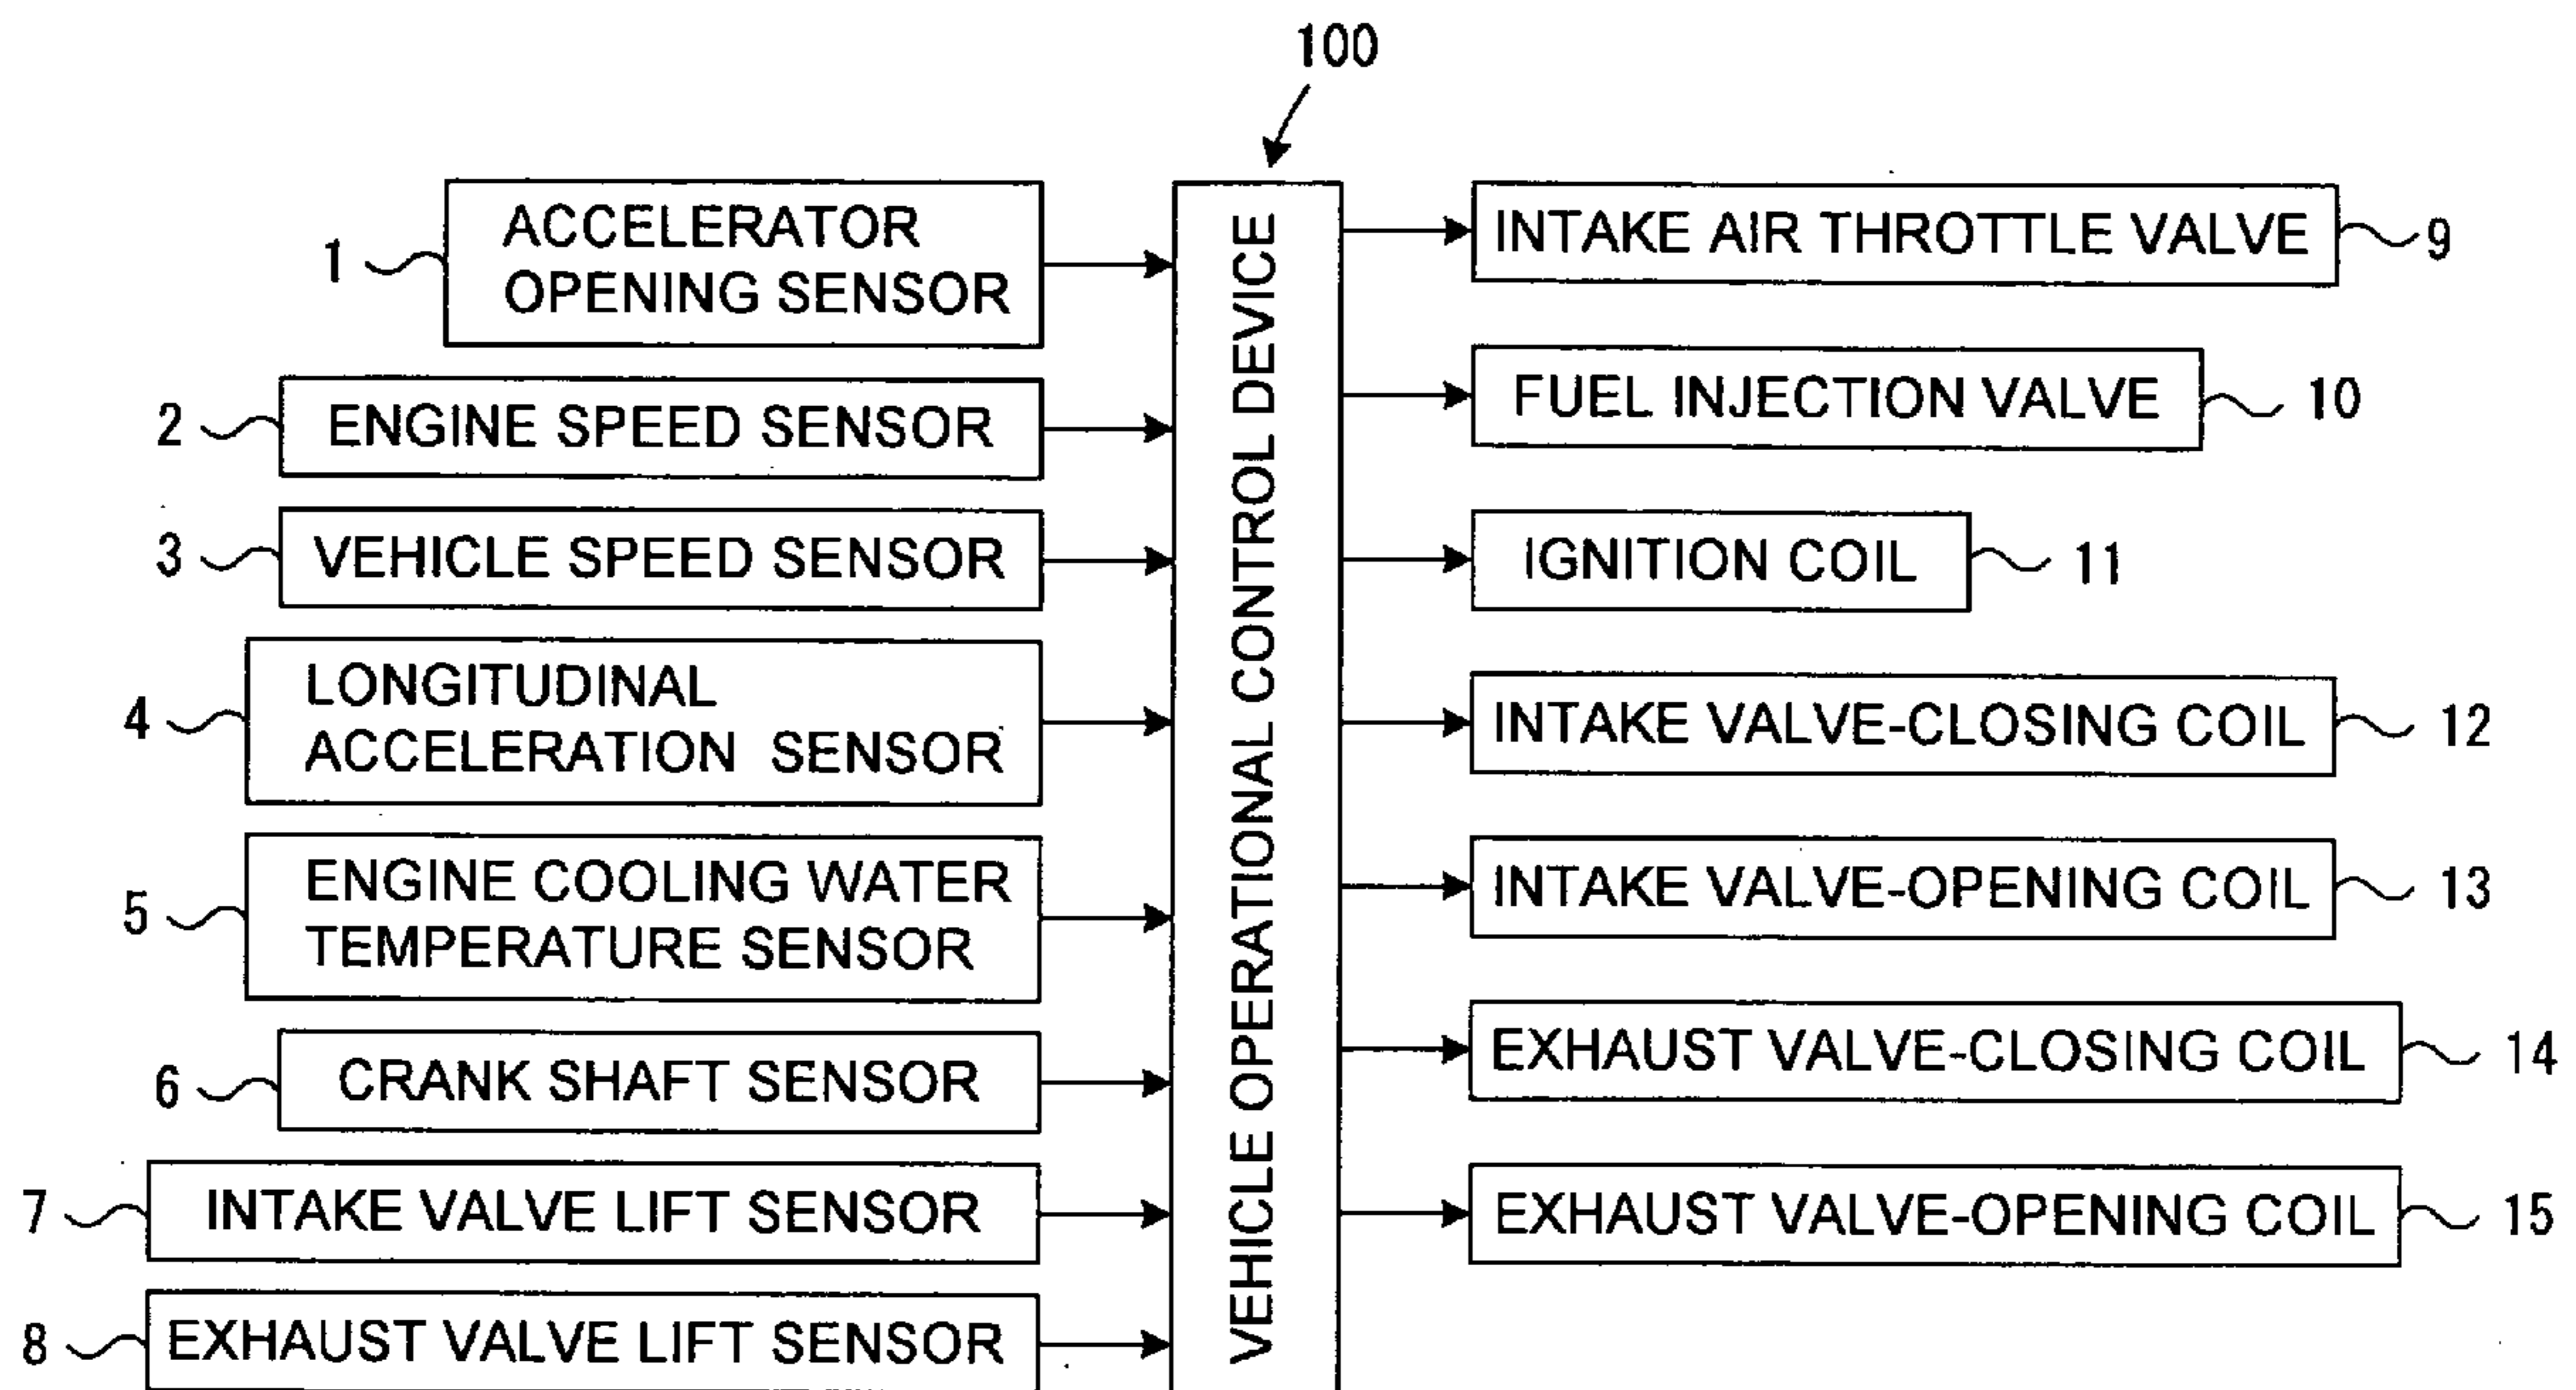 100
1
ACCELERATOR
OPENING SENSOR
2
ENGINE SPEED SENSOR
3
VEHICLE SPEED SENSOR
4
LONGITUDINAL
ACCELERATION SENSOR
5
ENGINE COOLING WATER
TEMPERATURE SENSOR
6
CRANK SHAFT SENSOR
7
INTAKE VALVE LIFT SENSOR
8
EXHAUST VALVE LIFT SENSOR
VEHICLE OPERATIONAL CONTROL DEVICE
INTAKE AIR THROTTLE VALVE
9
FUEL INJECTION VALVE
10
IGNITION COIL
11
INTAKE VALVE-CLOSING COIL
12
INTAKE VALVE-OPENING COIL
13
EXHAUST VALVE-CLOSING COIL
14
EXHAUST VALVE-OPENING COIL
15